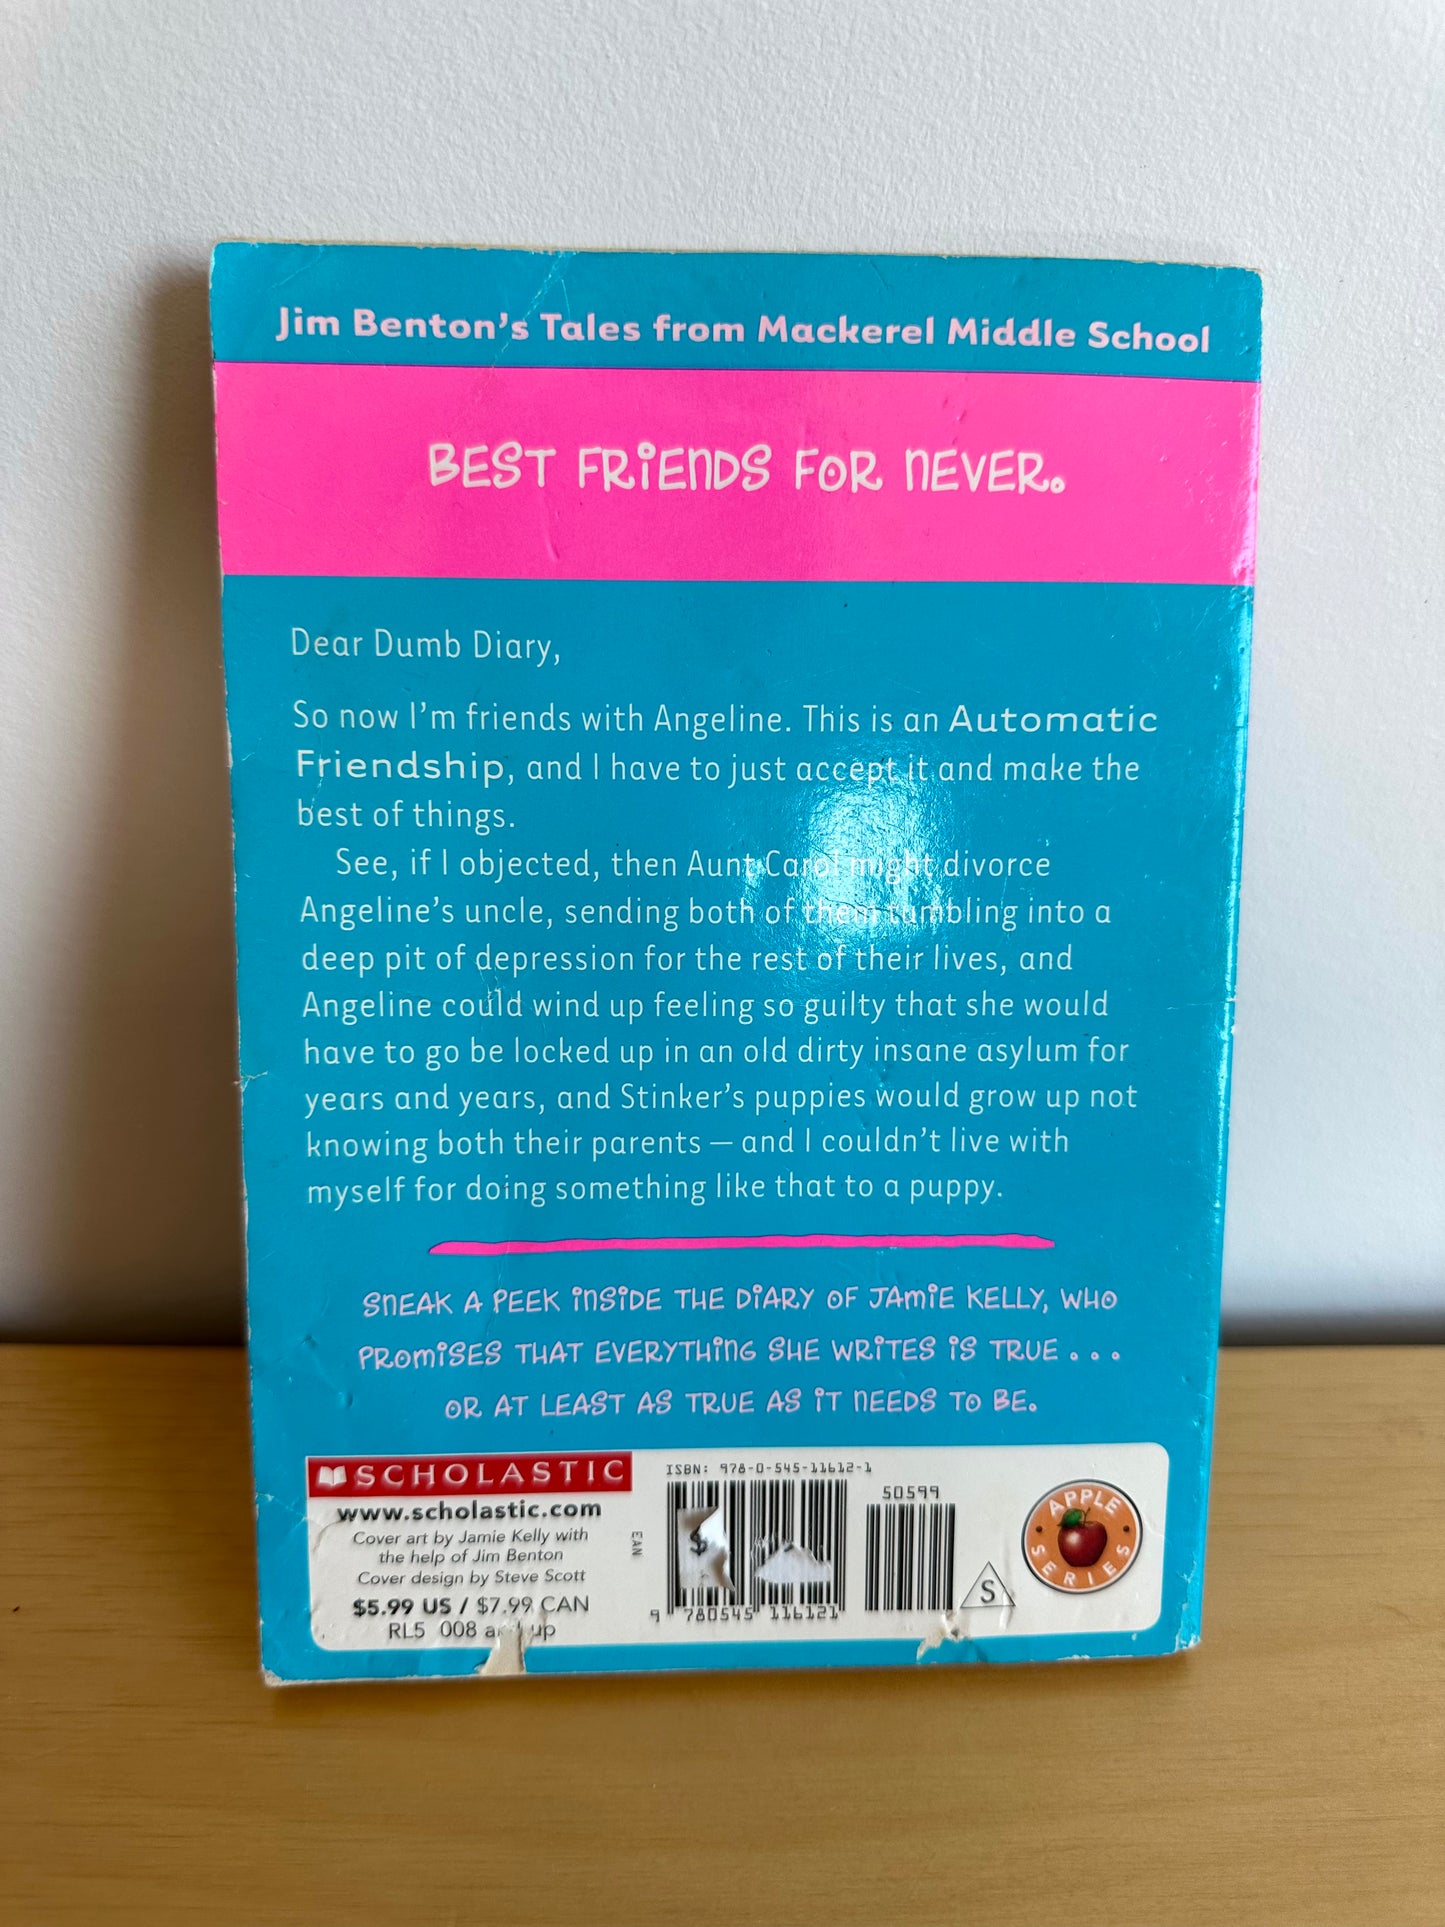 Jim Benton's Tales from Mackerel Middle School
BEST FRIENDS FOR NEVER.
Dear Dumb Diary,
So now I'm friends with Angeline. This is an Automatic
Friendship, and I have to just accept it and make the
best of things.
See, if I objected, then Aunt Carol might divorce
Angeline's uncle, sending both of them tumbling into a
deep pit of depression for the rest of their lives, and
Angeline could wind up feeling so guilty that she would
have to go be locked up in an old dirty insane asylum for
years and years, and Stinker's puppies would grow up not
knowing both their parents — and I couldn't live with
myself for doing something like that to a puppy.
SNEAK A PEEK INSIDE THE DIARY OF JAMIE KELLY, WHO
PROMISES THAT EVERYTHING SHE WRITES IS TRUE . . .
OR AT LEAST AS TRUE AS IT NEEDS TO BE.
SCHOLASTIC
www.scholastic.com
Cover art by Jamie Kelly with
the help of Jim Benton
Cover design by Steve Scott
$5.99 US / $7.99 CAN
RL5 008 up
ISBN: 978-0-545-11612-1
50599
EAN
$
9 780545 116121
S
APPLE
SERIES